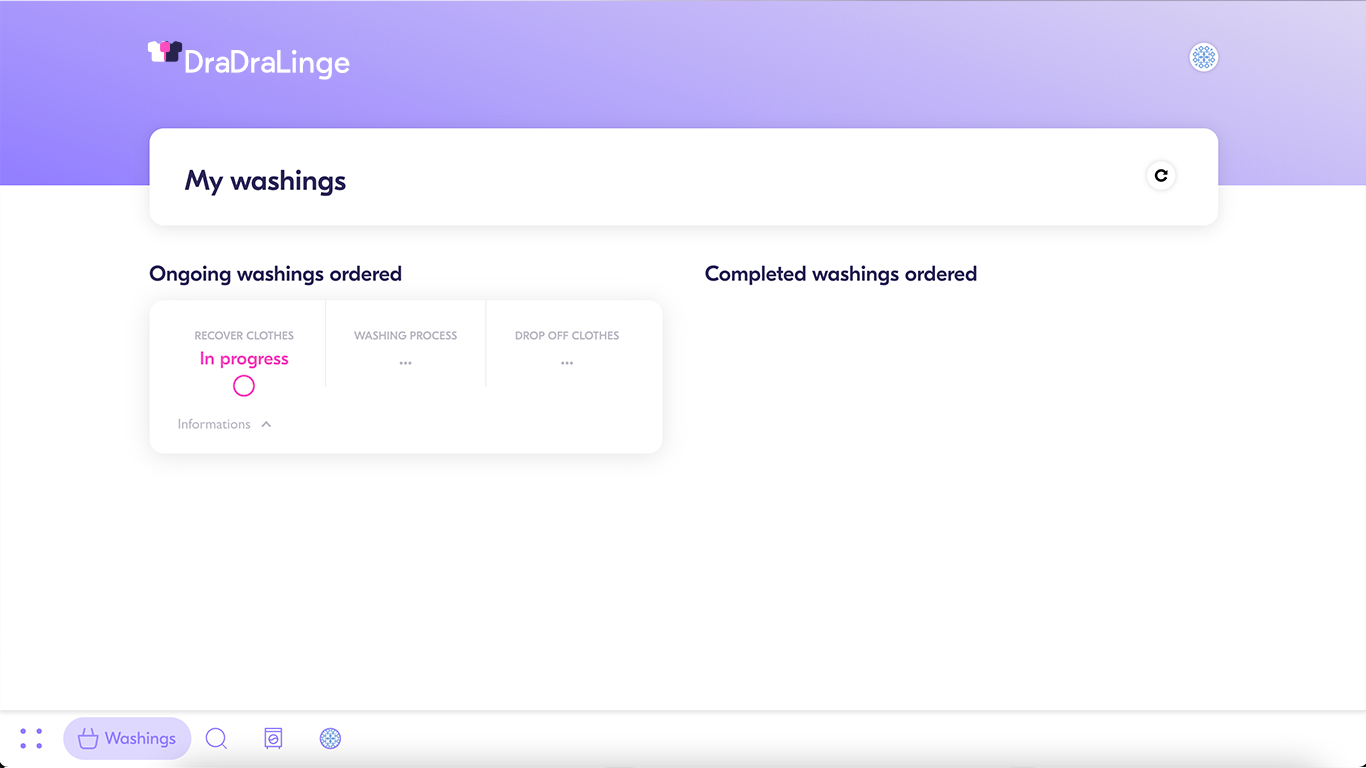 DraDraLinge
My washings
Ongoing washings ordered
Completed washings ordered
RECOVER CLOTHES
In progress
WASHING PROCESS
...
DROP OFF CLOTHES
...
Informations
Washings